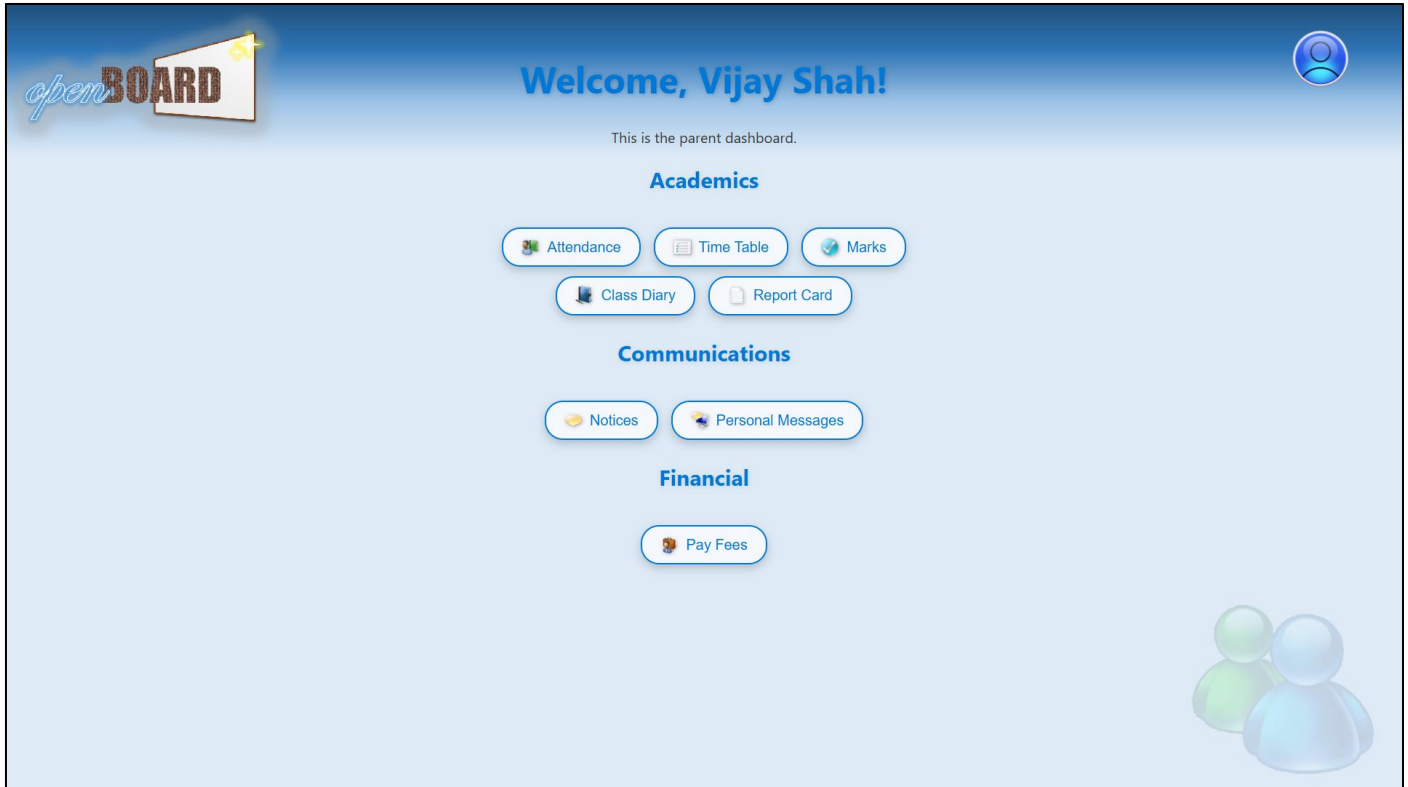 openBOARD
Welcome, Vijay Shah!
This is the parent dashboard.
Academics
Attendance Time Table Marks
Class Diary Report Card
Communications
Notices Personal Messages
Financial
Pay Fees